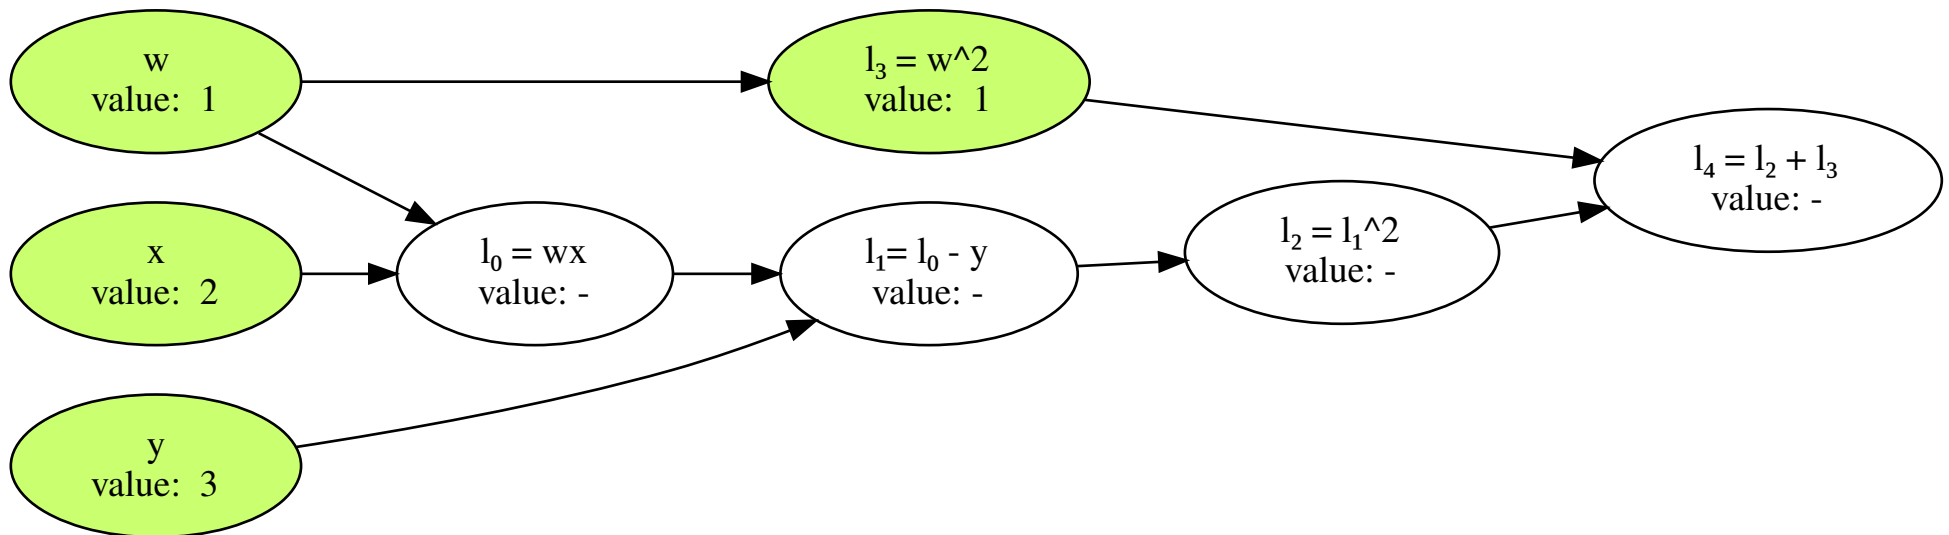 w
value:  1
l₃ = w^2
value:  1
l₄ = l₂ + l₃
value: -
x
value:  2
l₀ = wx
value: -
l₁= l₀ - y
value: -
l₂ = l₁^2
value: -
y
value:  3